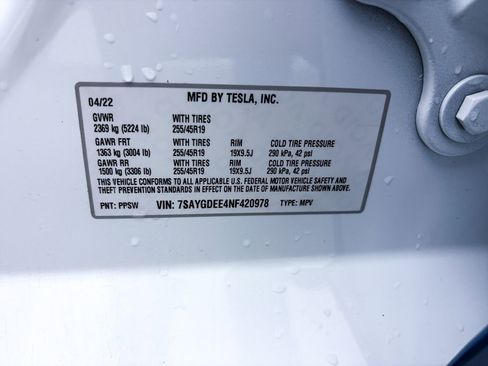 04/22 MFD BY TESLA, INC.
GVWR WITH TIRES
2369 kg (5224 lb) 255/45R19
GAWR FRT WITH TIRES RIM COLD TIRE PRESSURE
1363 kg (3004 lb) 255/45R19 19X9.5J 290 kPa, 42 psi
GAWR RR WITH TIRES RIM COLD TIRE PRESSURE
1500 kg (3306 lb) 255/45R19 19X9.5J 290 kPa, 42 psi
THIS VEHICLE CONFORMS TO ALL APPLICABLE U.S. FEDERAL MOTOR VEHICLE SAFETY AND
THEFT PREVENTION STANDARDS IN EFFECT ON THE DATE OF MANUFACTURE SHOWN ABOVE.
PNT: PPSW VIN: 7SAYGDEE4NF420978 TYPE: MPV